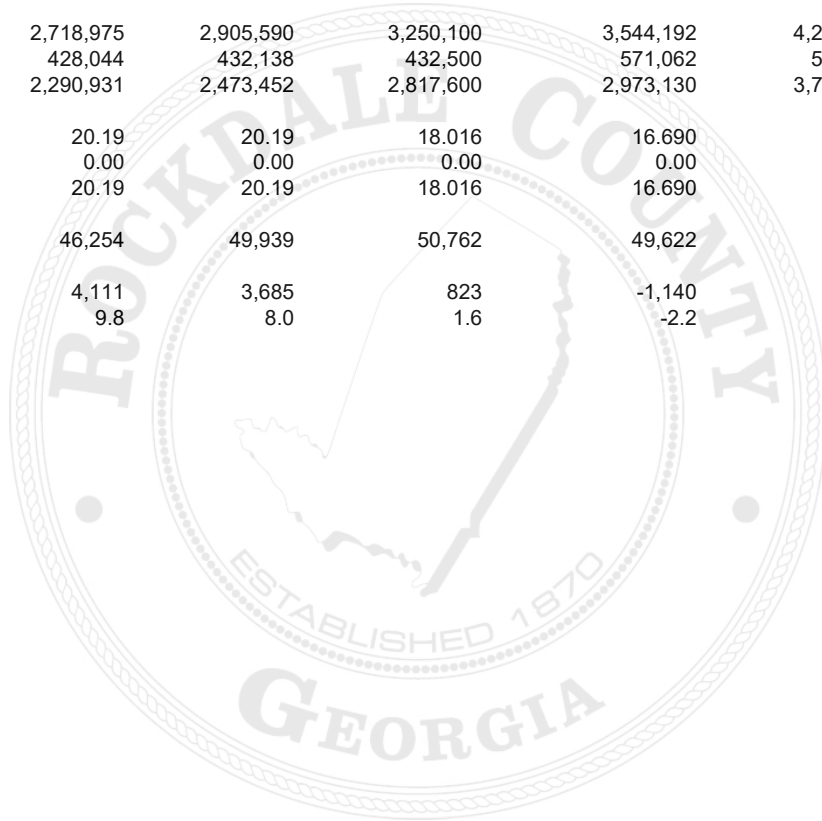 2,718,975 2,905,590 3,250,100 3,544,192 4,2
428,044 432,138 432,500 571,062 5
2,290,931 2,473,452 2,817,600 2,973,130 3,7
20.19 20.19 18.016 16.690
0.00 0.00 0.00 0.00
20.19 20.19 18.016 16.690
46,254 49,939 50,762 49,622
4,111 3,685 823 -1,140
9.8 8.0 1.6 -2.2
ROCKDALE COUNTY
ESTABLISHED 1870
GEORGIA